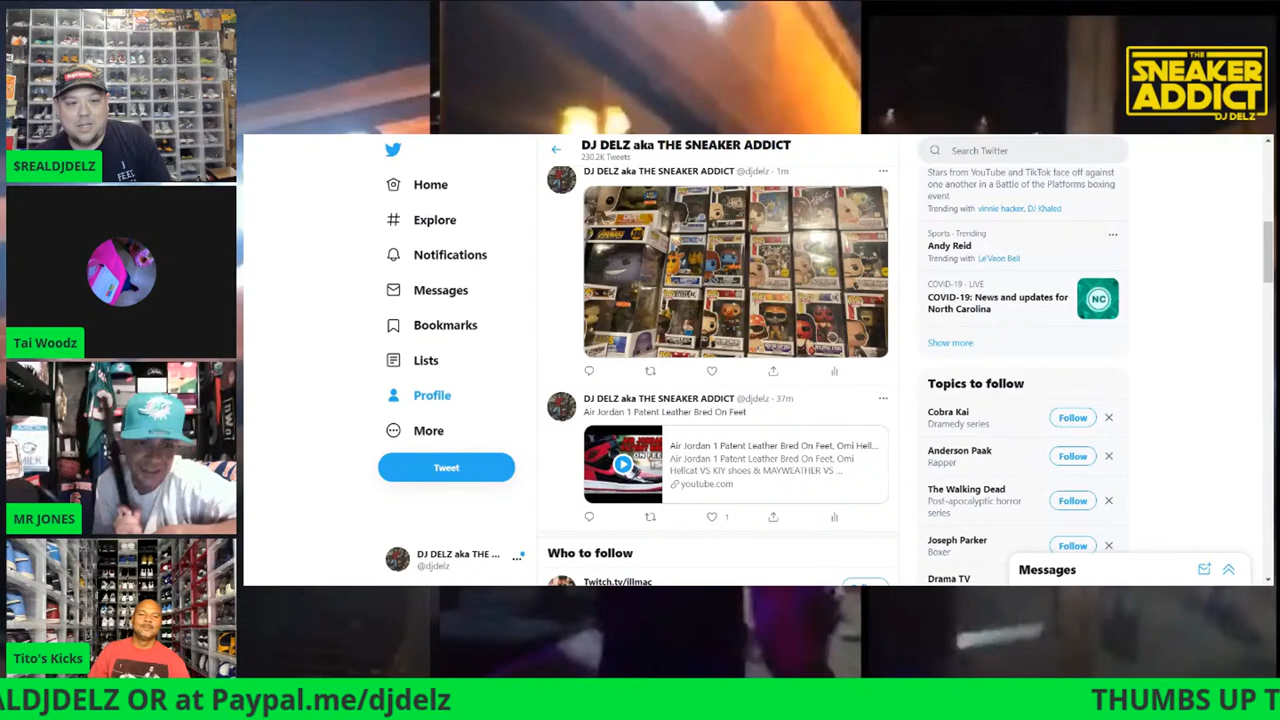 THE
SNEAKER
ADDICT
DJ DELZ
$REALDJDELZ
Tai Woodz
MR JONES
Tito's Kicks
Home
Explore
Notifications
Messages
Bookmarks
Lists
Profile
More
Tweet
DJ DELZ aka THE ...
@djdelz
DJ DELZ aka THE SNEAKER ADDICT
230.2K Tweets
DJ DELZ aka THE SNEAKER ADDICT @djdelz · 1m
DJ DELZ aka THE SNEAKER ADDICT @djdelz · 37m
Air Jordan 1 Patent Leather Bred On Feet
Air Jordan 1 Patent Leather Bred On Feet, Omi Hell...
Air Jordan 1 Patent Leather Bred On Feet, Omi
Hellcat VS KIY shoes & MAYWEATHER VS ...
youtube.com
1
Who to follow
Twitch.tv/illmac
Search Twitter
Stars from YouTube and TikTok face off against
one another in a Battle of the Platforms boxing
event
Trending with vinnie hacker, DJ Khaled
Sports · Trending
Andy Reid
Trending with Le'Veon Bell
COVID-19 · LIVE
COVID-19: News and updates for
North Carolina
NC
Show more
Topics to follow
Cobra Kai
Dramedy series
Follow
Anderson Paak
Rapper
Follow
The Walking Dead
Post-apocalyptic horror
series
Follow
Joseph Parker
Boxer
Follow
Drama TV
Messages
ALDJDELZ OR at Paypal.me/djdelz
THUMBS UP T